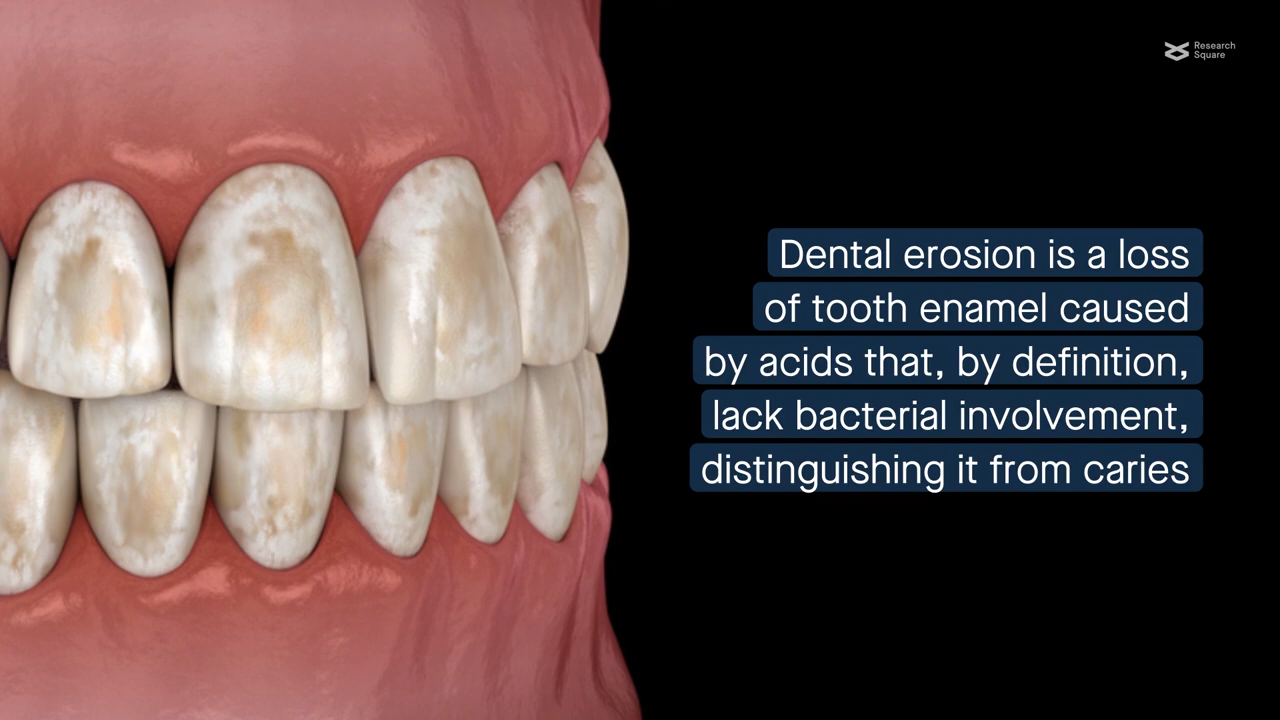 Research
Square
Dental erosion is a loss
of tooth enamel caused
by acids that, by definition,
lack bacterial involvement,
distinguishing it from caries